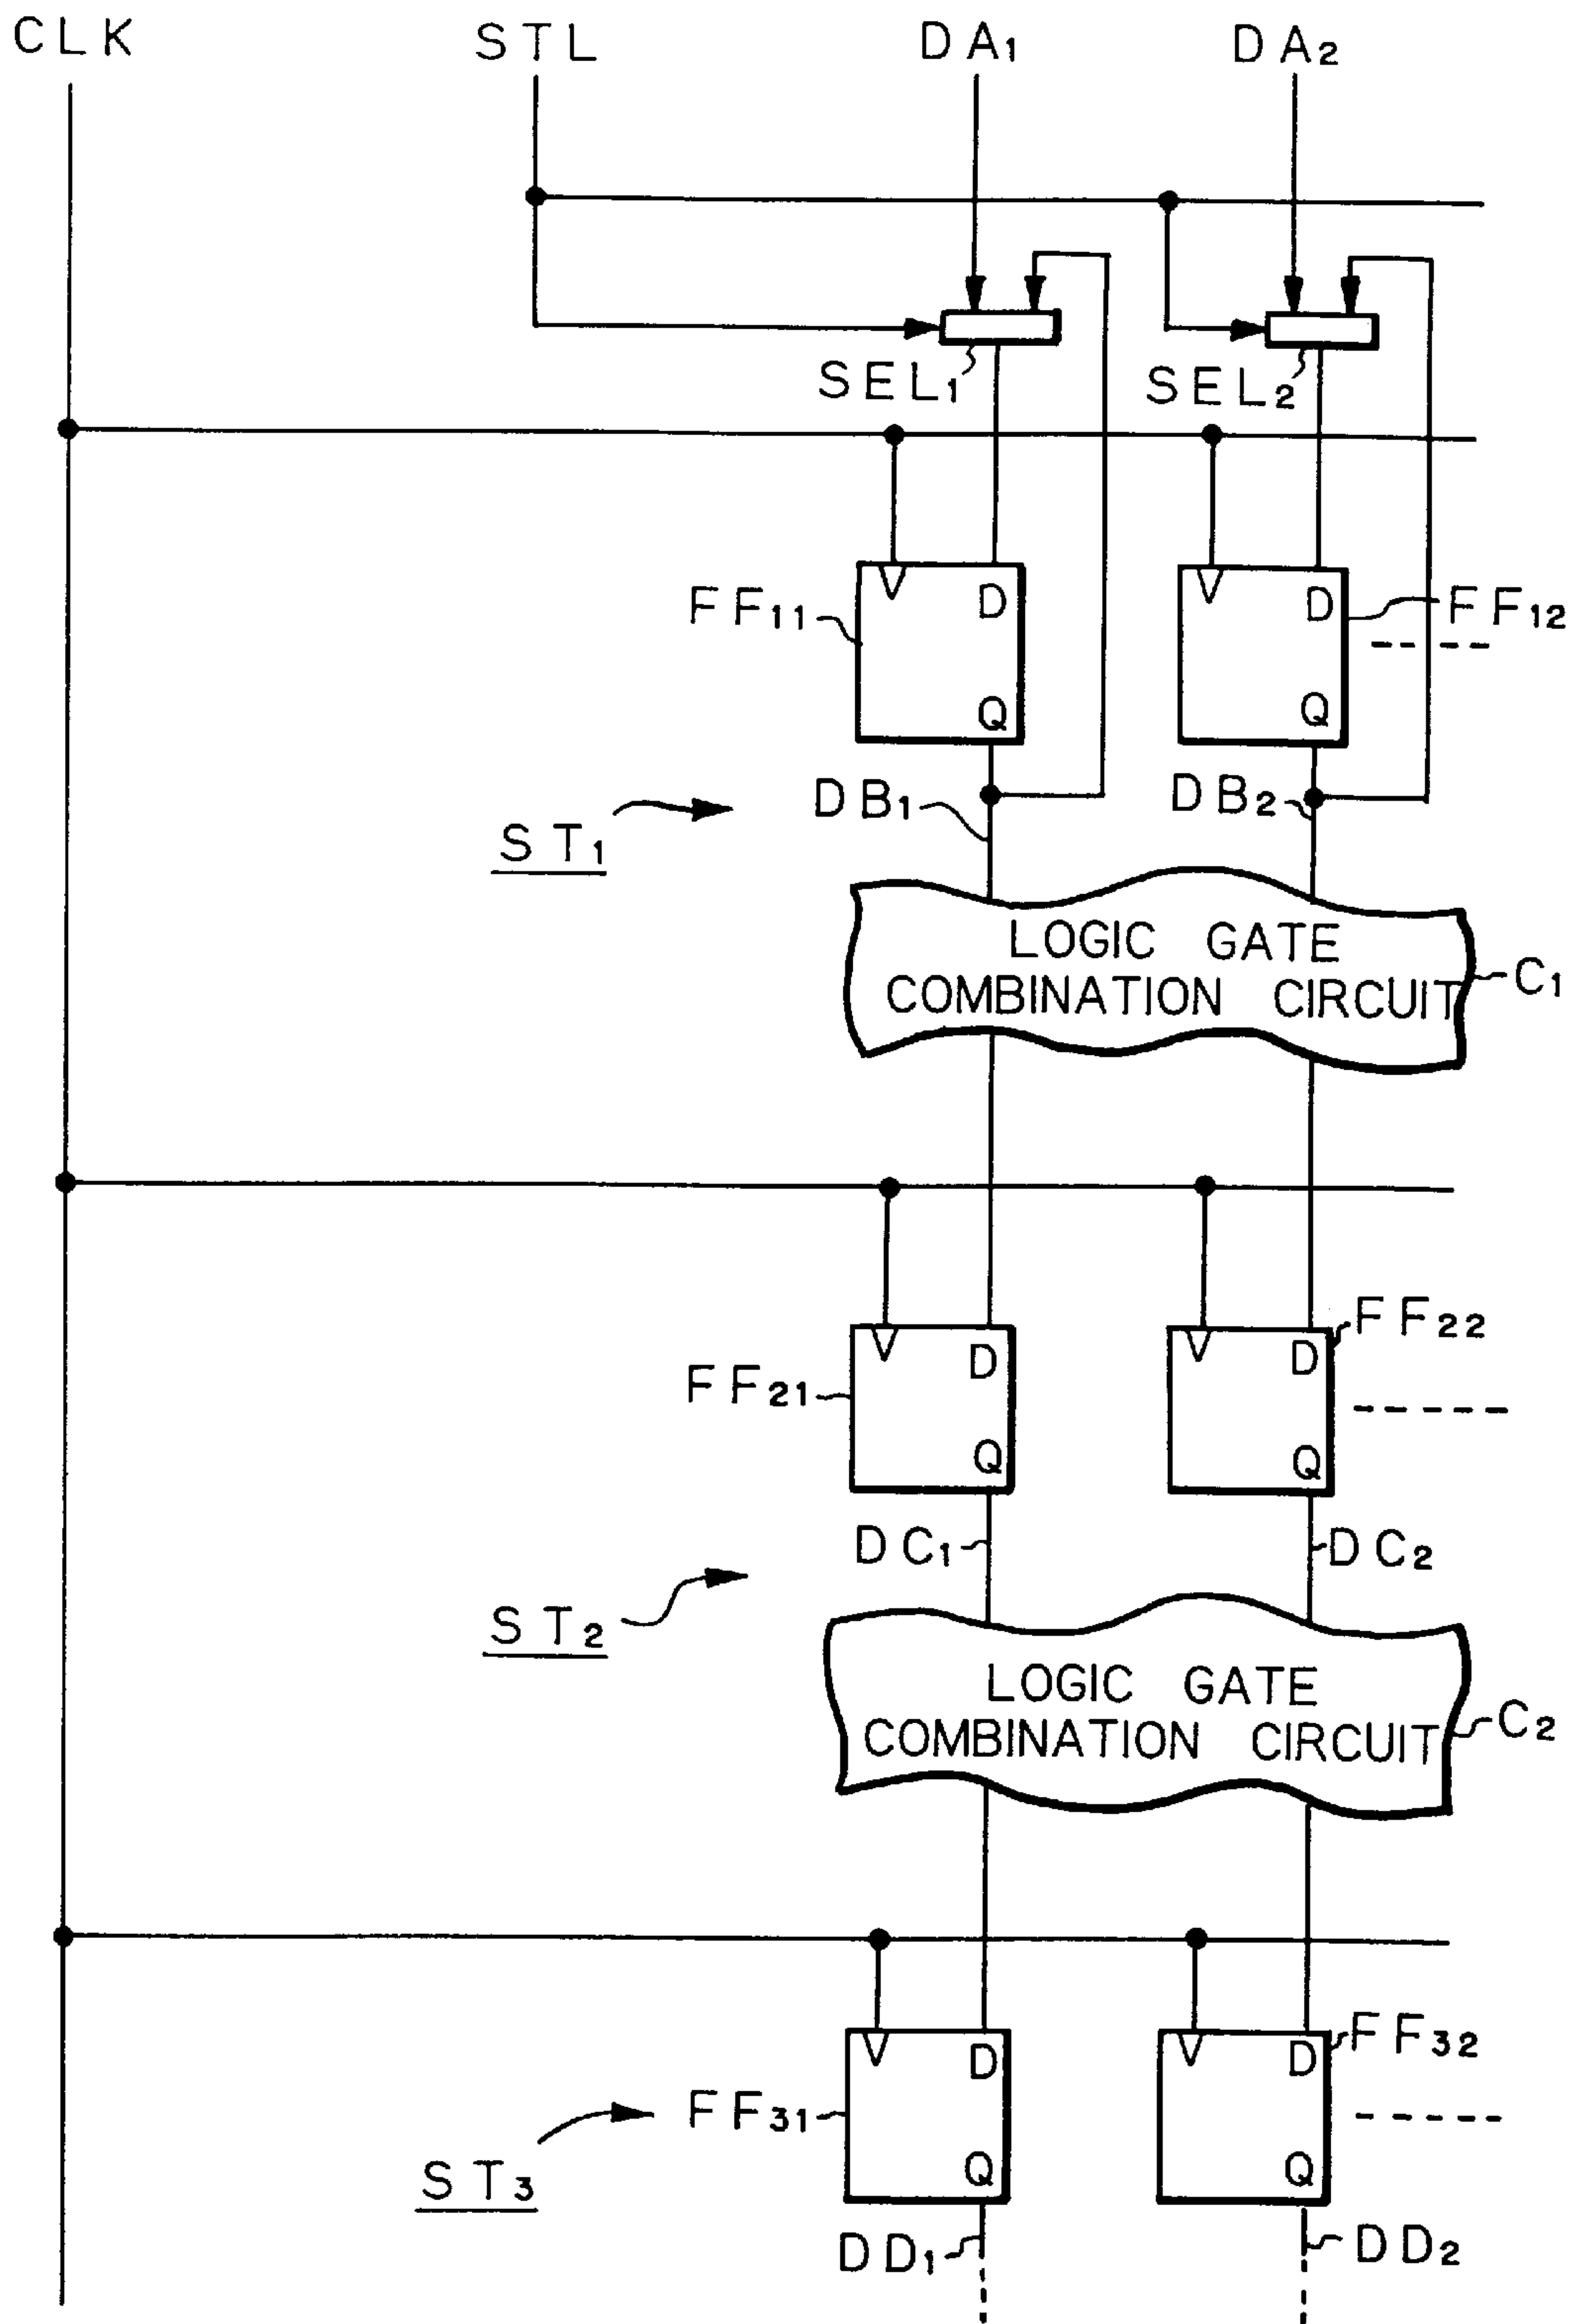 CLK
STL
DA1
DA2
SEL1
SEL2
V
D
Q
FF11
V
D
Q
FF12
DB1
DB2
ST1
LOGIC GATE
COMBINATION CIRCUIT
C1
V
D
Q
FF21
V
D
Q
FF22
DC1
DC2
ST2
LOGIC GATE
COMBINATION CIRCUIT
C2
V
D
Q
FF31
V
D
Q
FF32
ST3
DD1
DD2